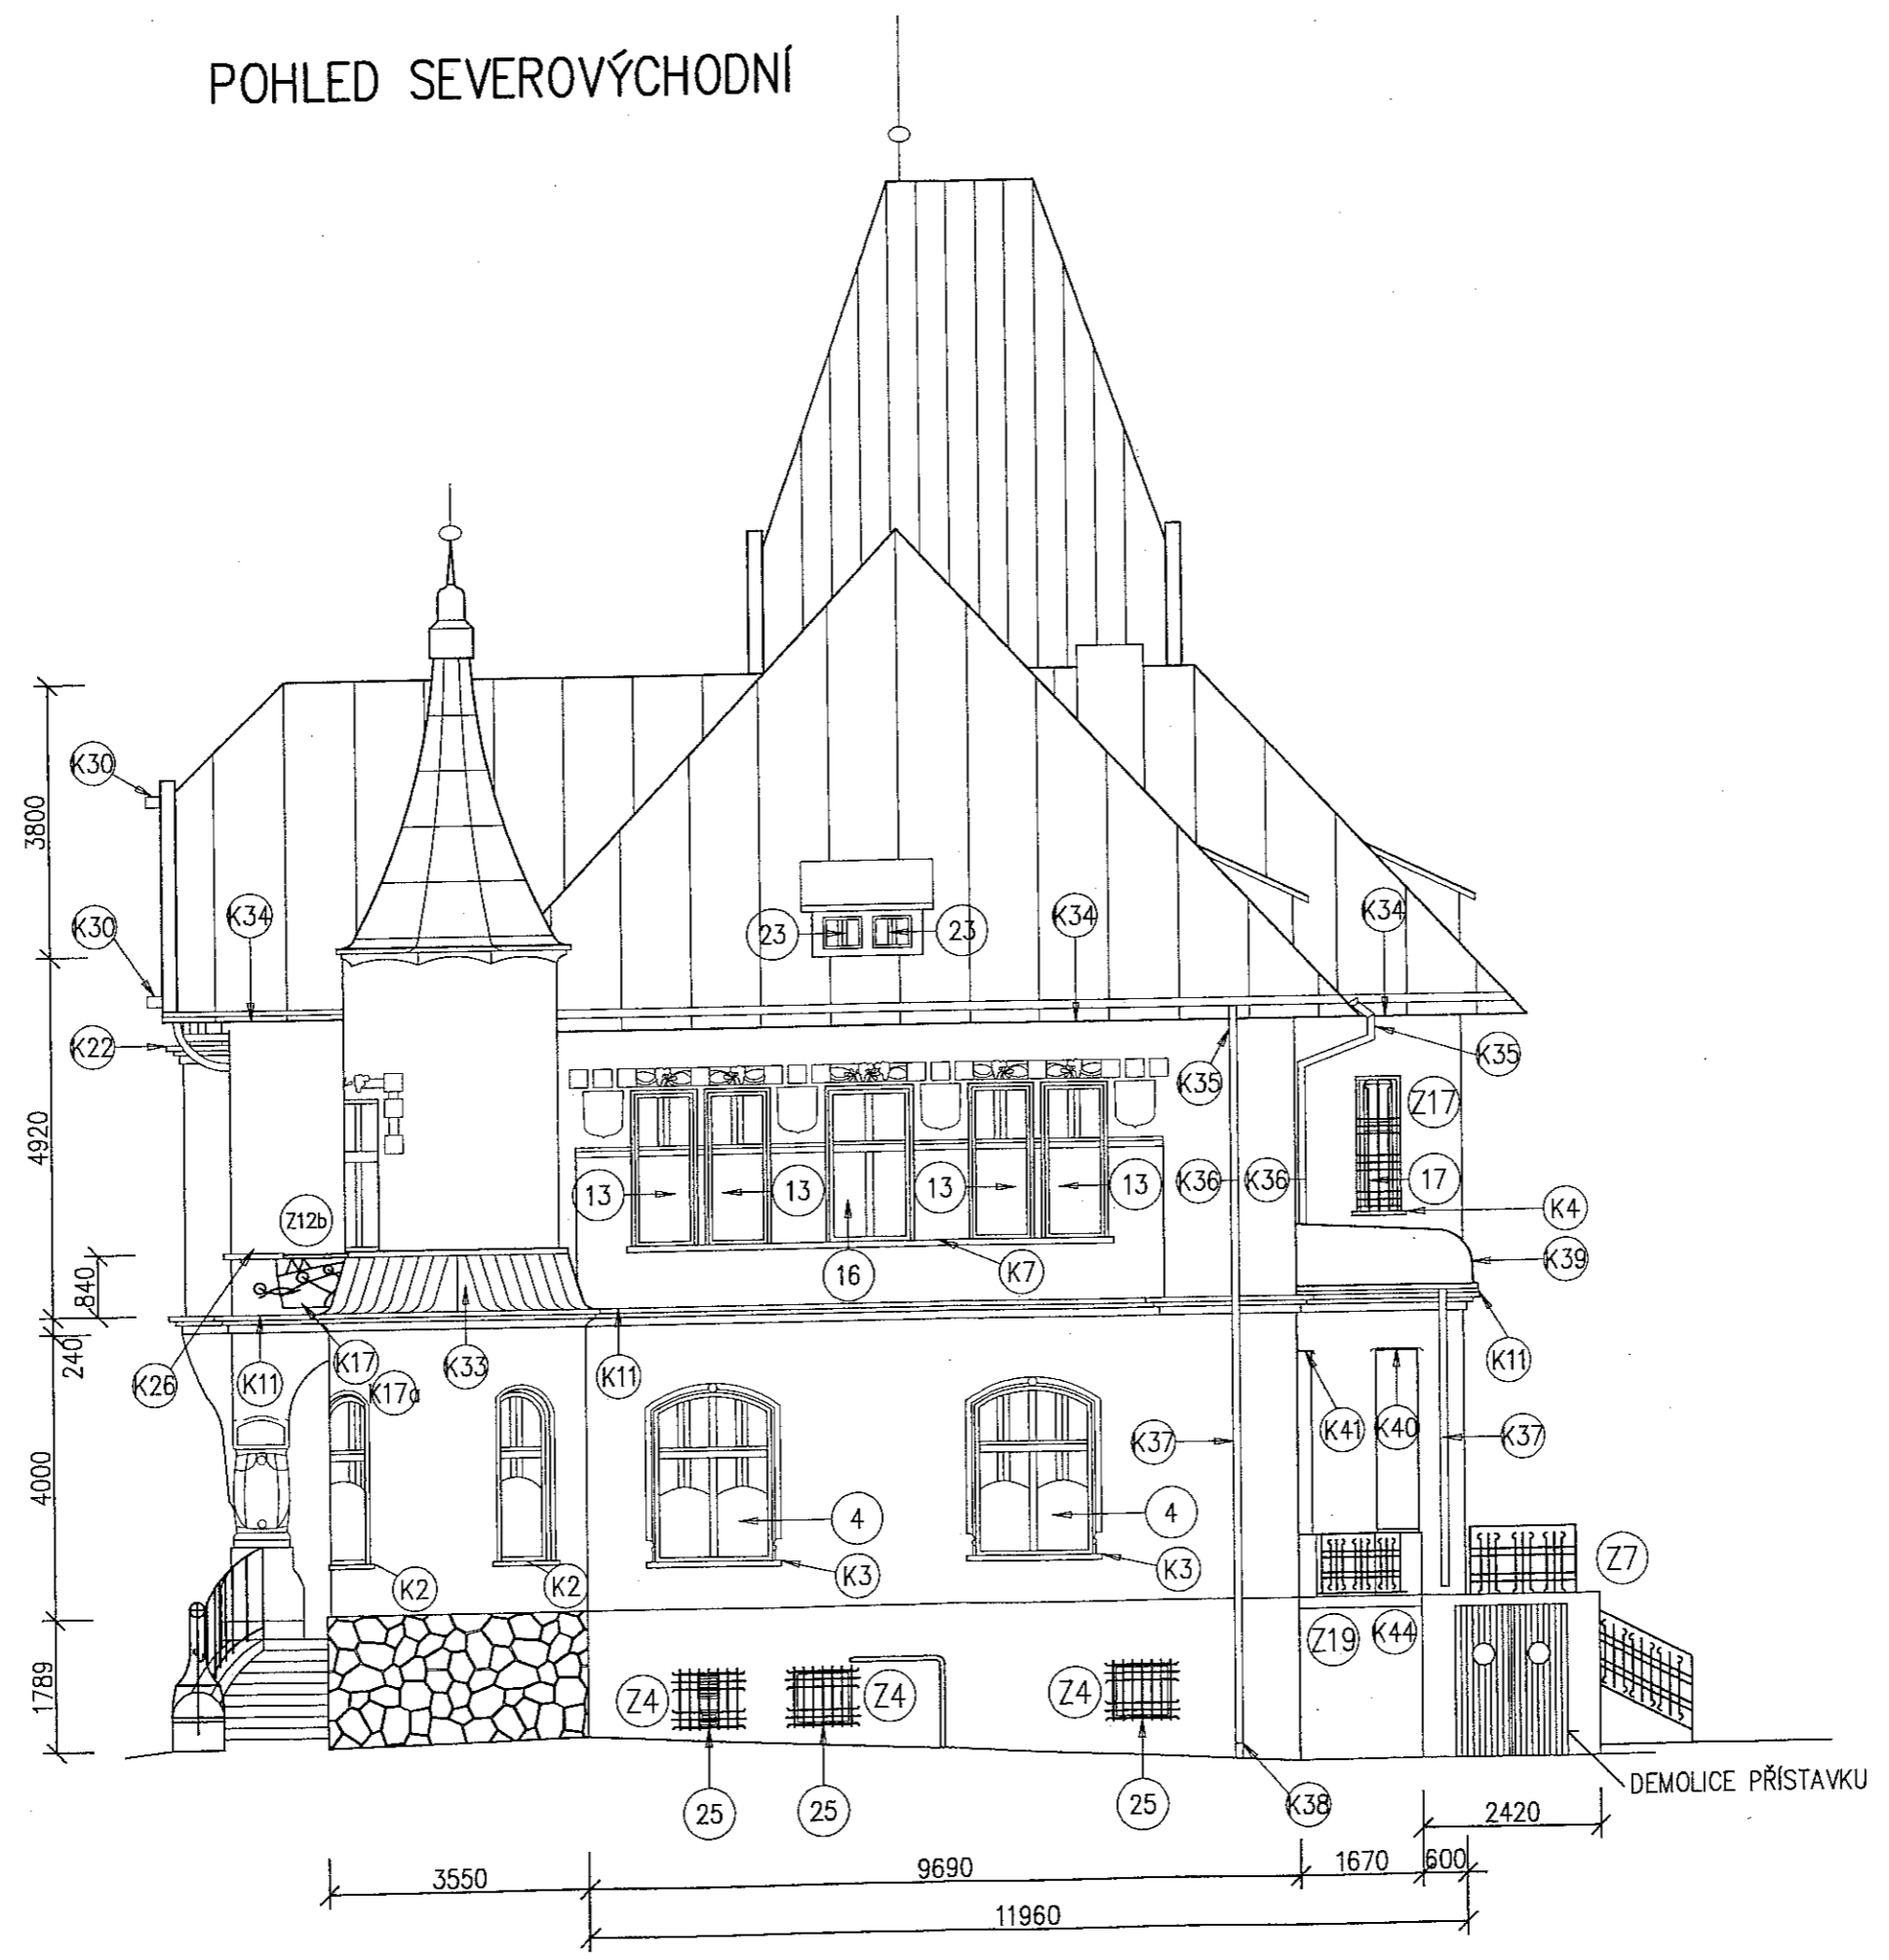 POHLED SEVEROVÝCHODNÍ
K30
3800
K34
23
23
K34
K34
K30
K22
K35
K35
4920
Z17
13
13
13
13
K36
K36
17
Z12b
K4
16
K7
K39
840
240
K26
K11
K17
K17a
K33
K11
K11
K41
K40
K37
K37
4000
4
4
K2
K2
K3
K3
Z7
Z19
K44
1789
Z4
Z4
Z4
25
25
25
K38
DEMOLICE PŘÍSTAVKU
2420
3550
9690
1670
600
11960